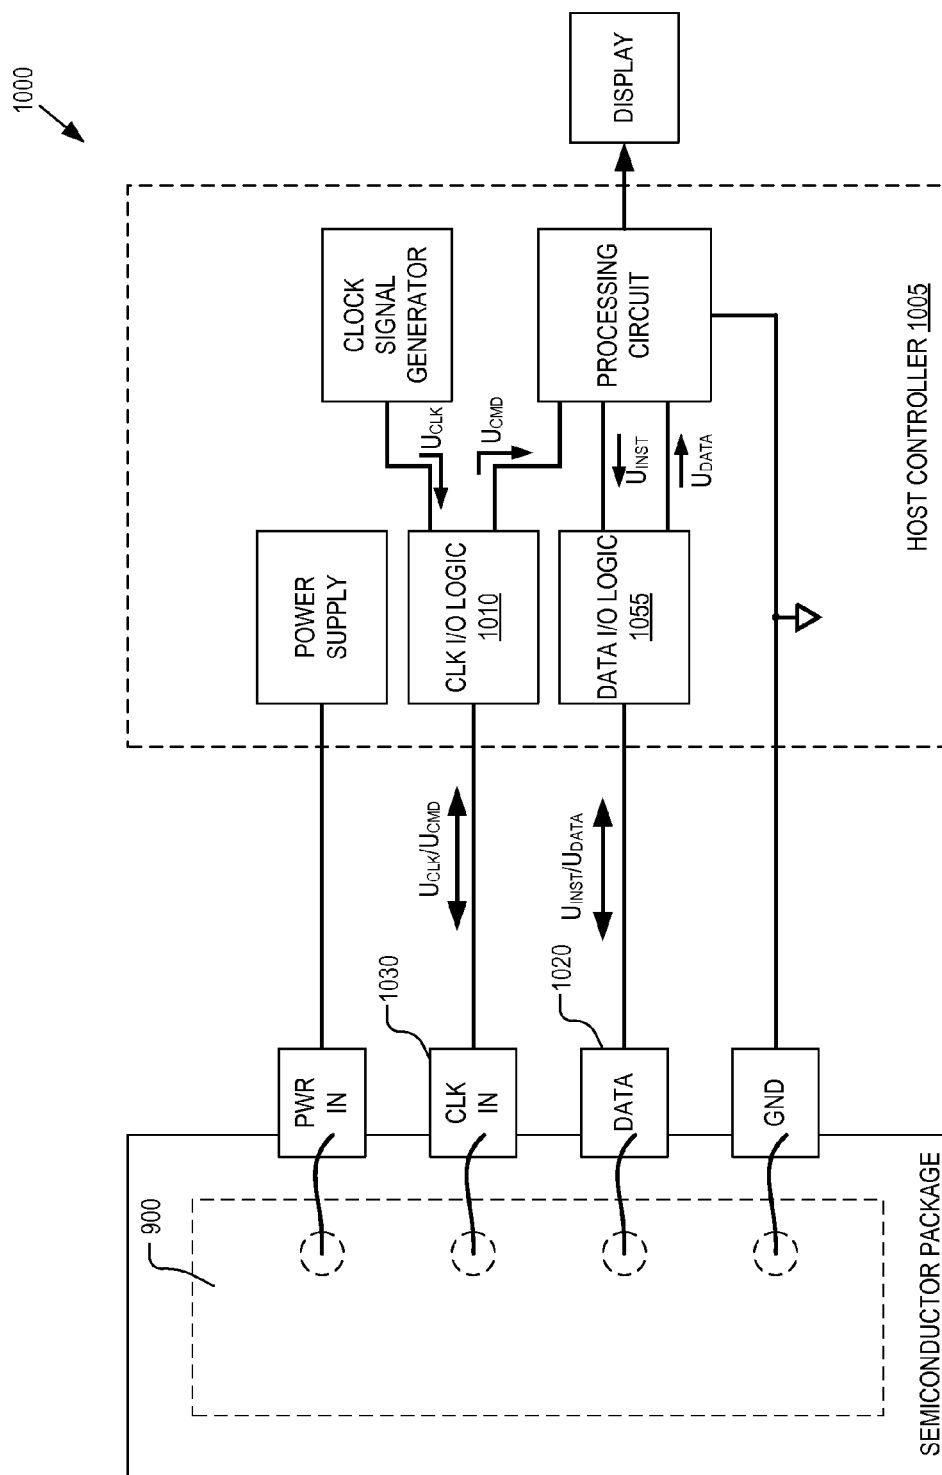 1000
SEMICONDUCTOR PACKAGE
900
PWR
IN
CLK
IN
1030
DATA
1020
GND
UCLK/UCMD
UINST/UDATA
POWER
SUPPLY
CLK I/O LOGIC
1010
DATA I/O LOGIC
1055
UCLK
UCMD
UINST
UDATA
CLOCK
SIGNAL
GENERATOR
PROCESSING
CIRCUIT
HOST CONTROLLER 1005
DISPLAY